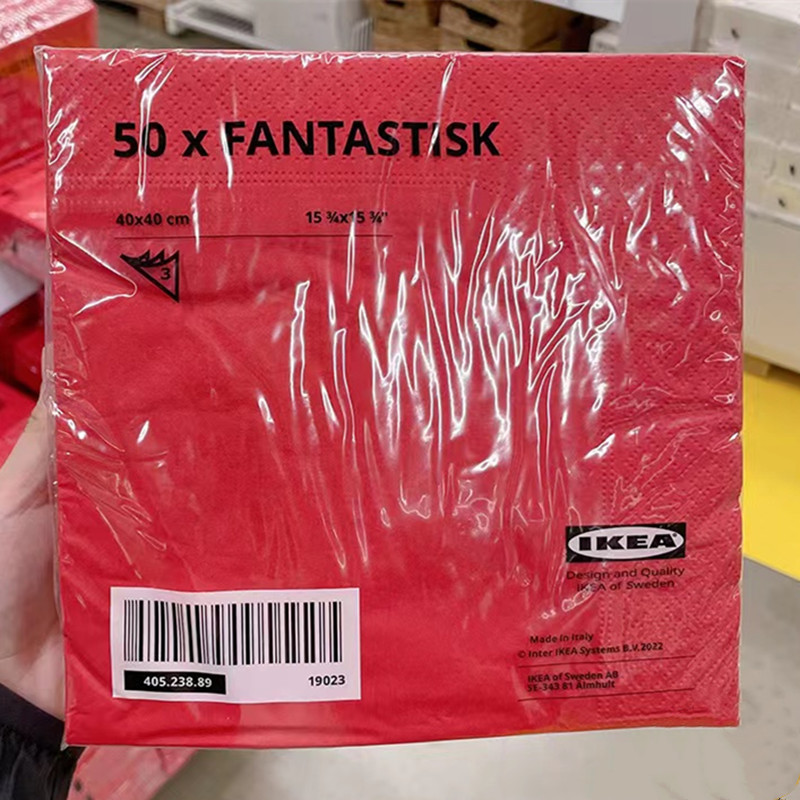 50 x FANTASTISK
40x40 cm 15 ¾x15 ¾"
3
IKEA
Design and Quality
IKEA of Sweden
405.238.89 19023
Made in Italy
© Inter IKEA Systems B.V.2022
IKEA of Sweden AB
SE-343 81 Älmhult